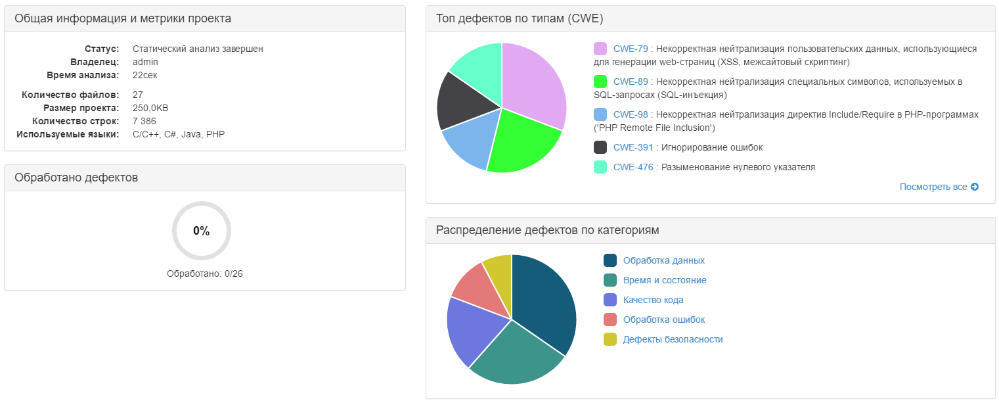 Общая информация и метрики проекта
Статус: Статический анализ завершен
Владелец: admin
Время анализа: 22сек
Количество файлов: 27
Размер проекта: 250,0KB
Количество строк: 7 386
Используемые языки: C/C++, C#, Java, PHP
Обработано дефектов
0%
Обработано: 0/26
Топ дефектов по типам (CWE)
CWE-79 : Некорректная нейтрализация пользовательских данных, использующиеся
для генерации web-страниц (XSS, межсайтовый скриптинг)
CWE-89 : Некорректная нейтрализация специальных символов, используемых в
SQL-запросах (SQL-инъекция)
CWE-98 : Некорректная нейтрализация директив Include/Require в PHP-программах
('PHP Remote File Inclusion')
CWE-391 : Игнорирование ошибок
CWE-476 : Разыменование нулевого указателя
Посмотреть все
Распределение дефектов по категориям
Обработка данных
Время и состояние
Качество кода
Обработка ошибок
Дефекты безопасности